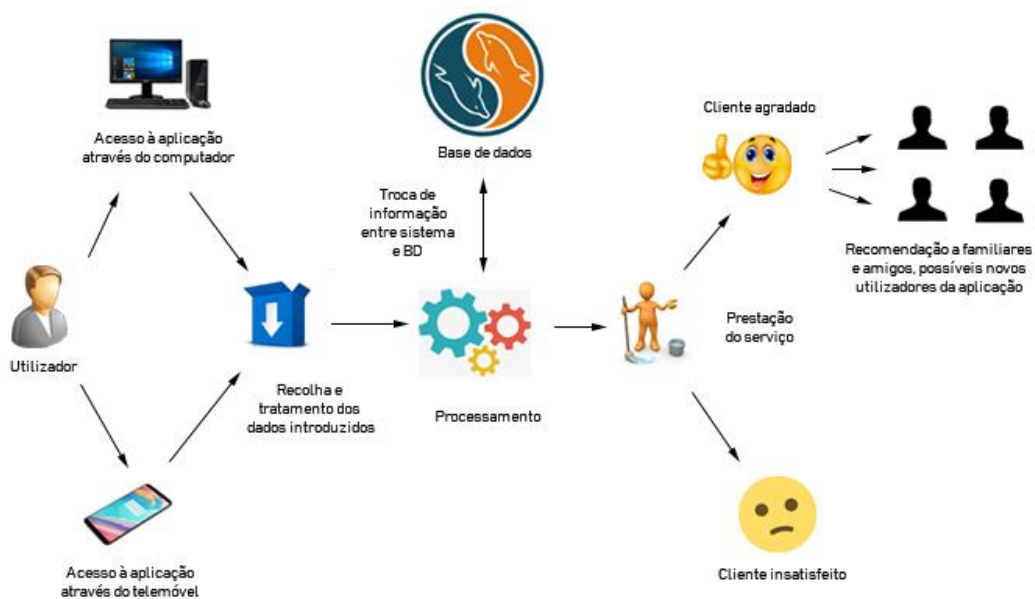 Acesso à aplicação
através do computador
Base de dados
Cliente agradado
Troca de
informação
entre sistema
e BD
Recomendação a familiares
e amigos, possíveis novos
utilizadores da aplicação
Utilizador
Recolha e
tratamento dos
dados introduzidos
Processamento
Prestação
do serviço
Acesso à aplicação
através do telemóvel
Cliente insatisfeito